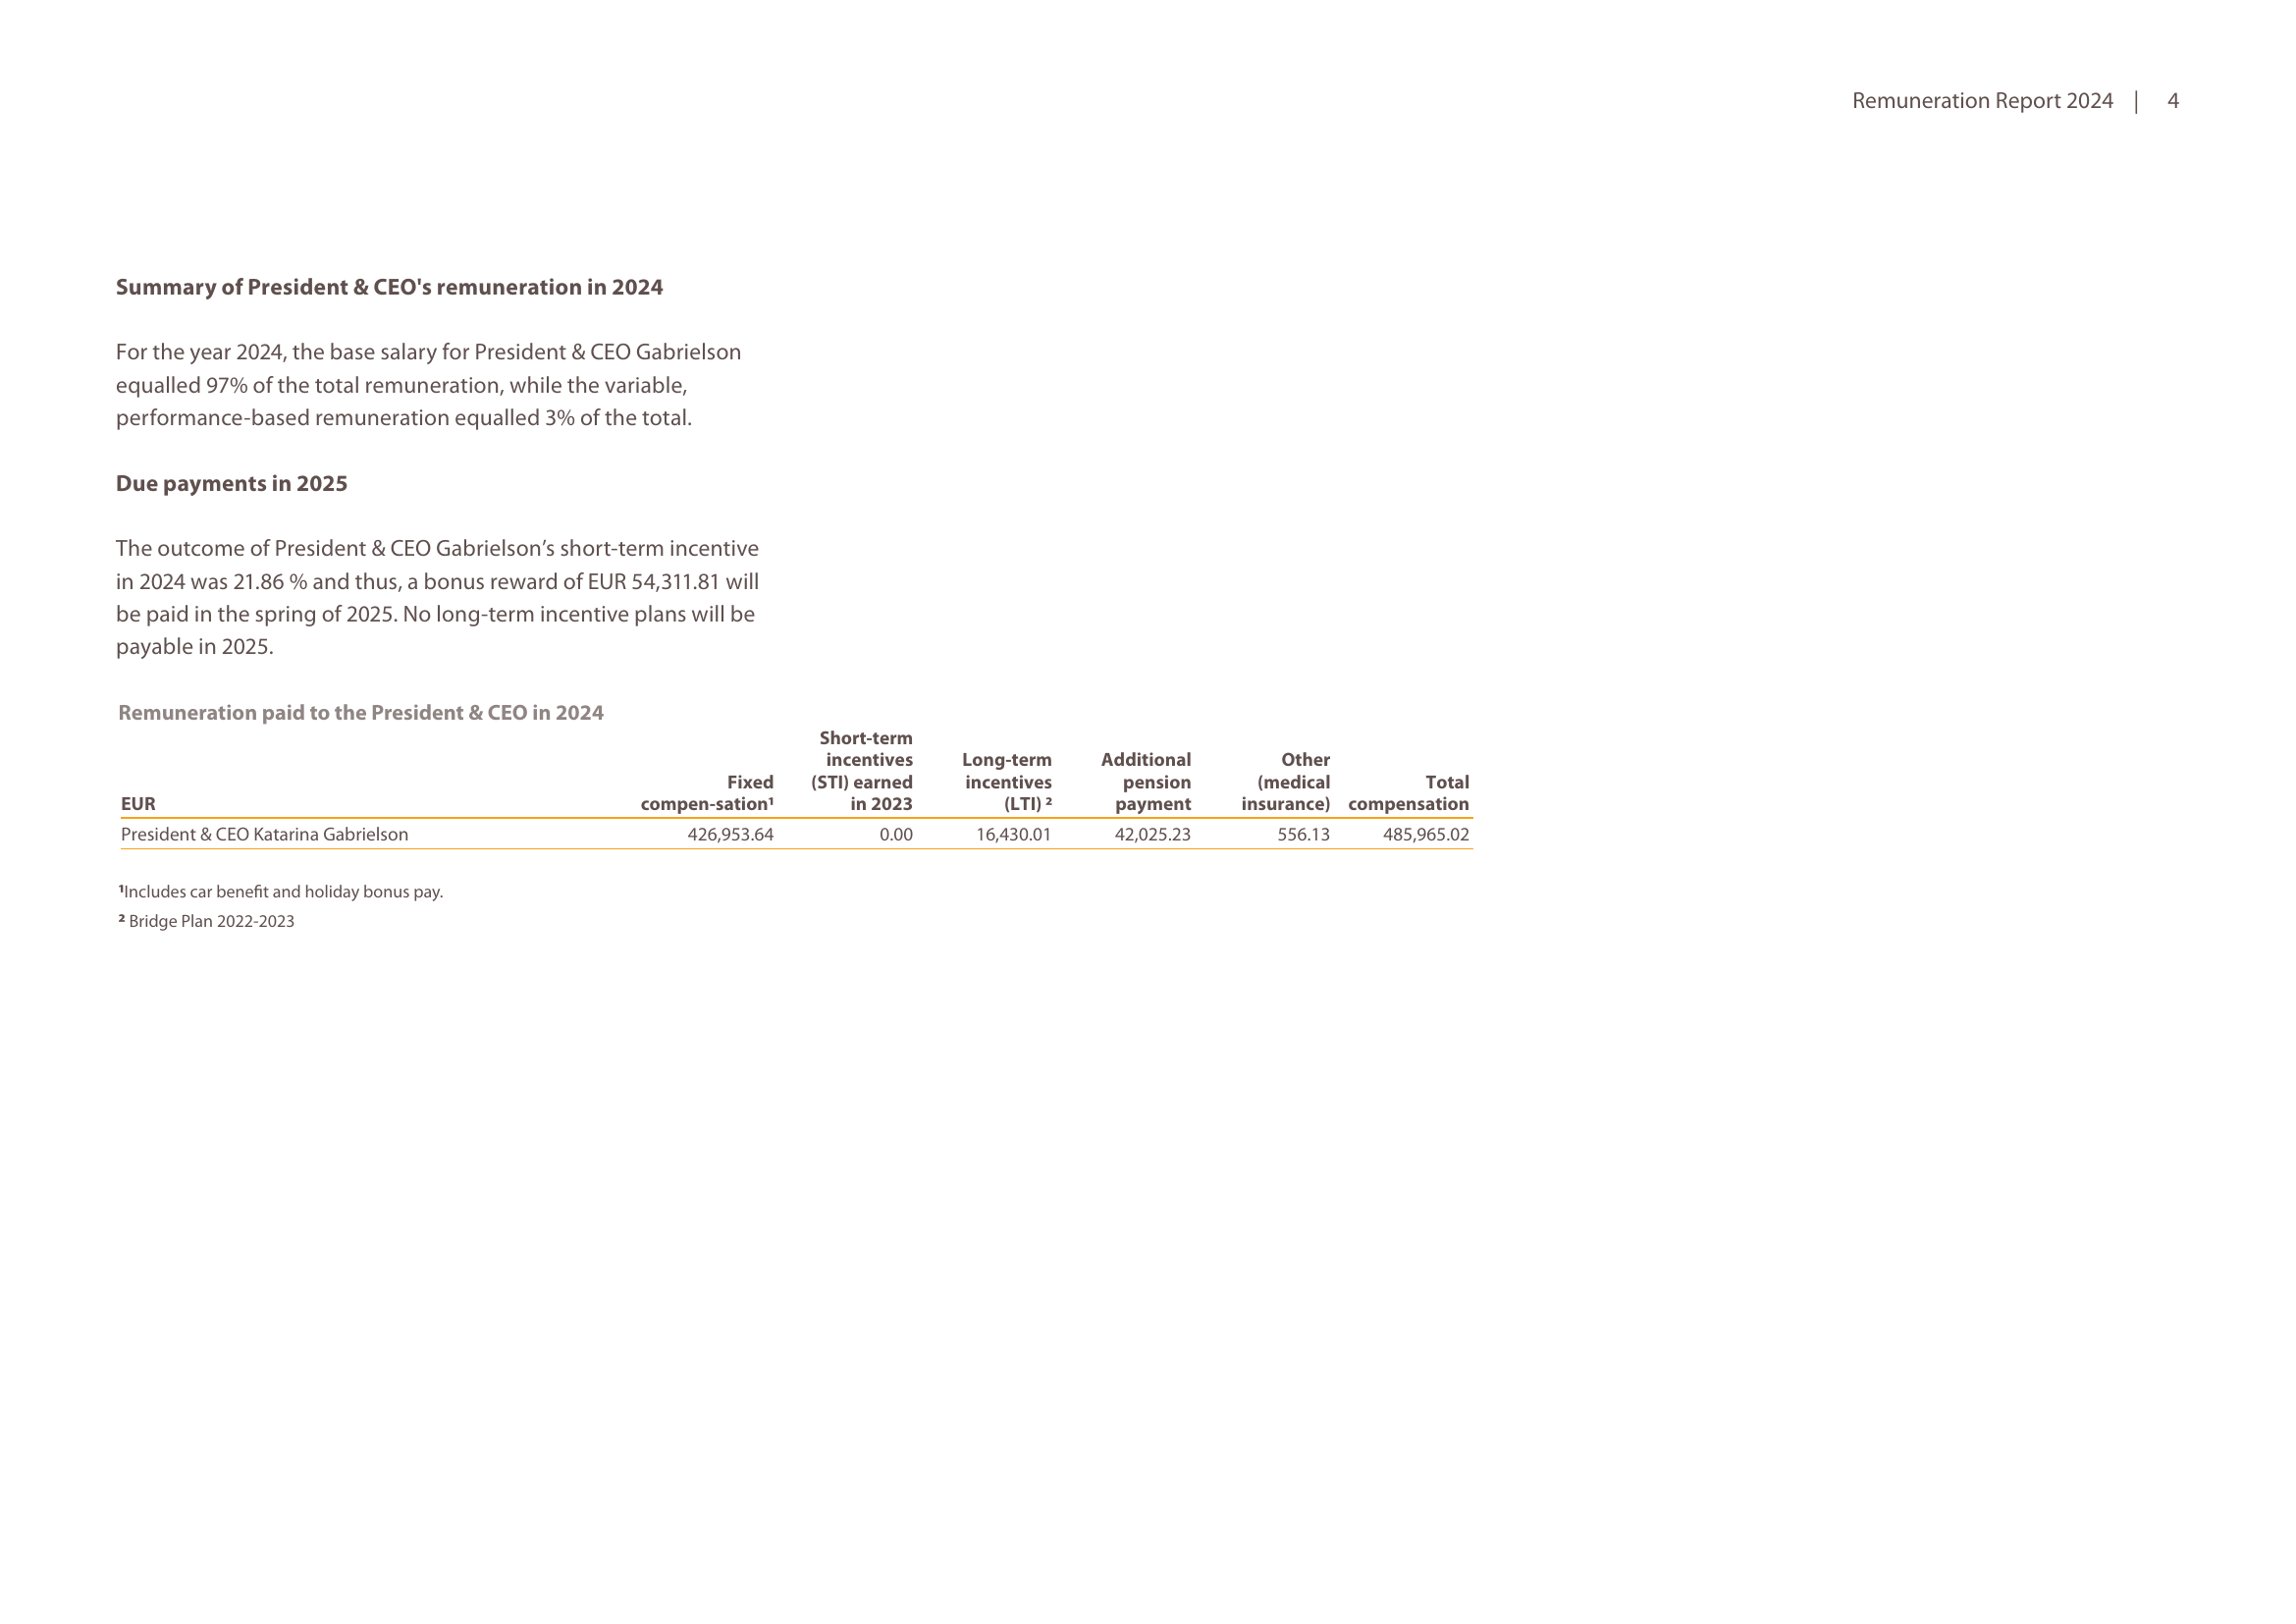 Remuneration Report 2024 | 4
Summary of President & CEO's remuneration in 2024
For the year 2024, the base salary for President & CEO Gabrielson
equalled 97% of the total remuneration, while the variable,
performance-based remuneration equalled 3% of the total.
Due payments in 2025
The outcome of President & CEO Gabrielson’s short-term incentive
in 2024 was 21.86 % and thus, a bonus reward of EUR 54,311.81 will
be paid in the spring of 2025. No long-term incentive plans will be
payable in 2025.
Remuneration paid to the President & CEO in 2024
Short-term
incentives Long-term Additional Other
Fixed (STI) earned incentives pension (medical Total
EUR compen-sation¹ in 2023 (LTI) ² payment insurance) compensation
President & CEO Katarina Gabrielson 426,953.64 0.00 16,430.01 42,025.23 556.13 485,965.02
¹Includes car benefit and holiday bonus pay.
² Bridge Plan 2022-2023